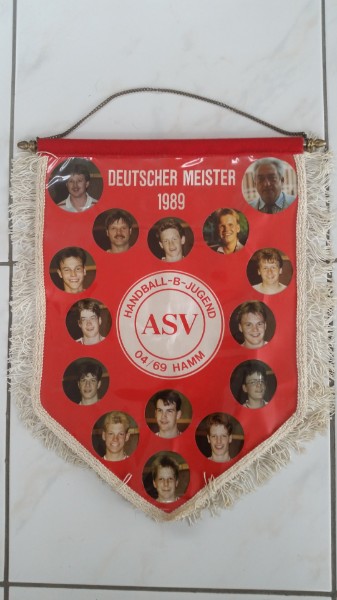 DEUTSCHER MEISTER
1989
HANDBALL-B-JUGEND
ASV
04/69 HAMM